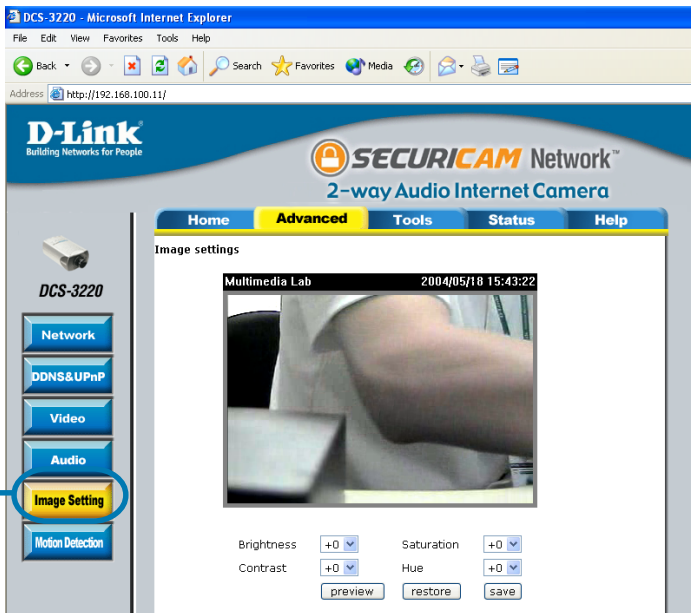 DCS-3220 - Microsoft Internet Explorer
File Edit View Favorites Tools Help
Back Search Favorites Media
Address http://192.168.100.11/
D-Link®
Building Networks for People
SECURICAM Network™
2-way Audio Internet Camera
Home Advanced Tools Status Help
Image settings
DCS-3220
Multimedia Lab 2004/05/18 15:43:22
Network
DDNS&UPnP
Video
Audio
Image Setting
Motion Detection
Brightness +0 Saturation +0
Contrast +0 Hue +0
preview restore save